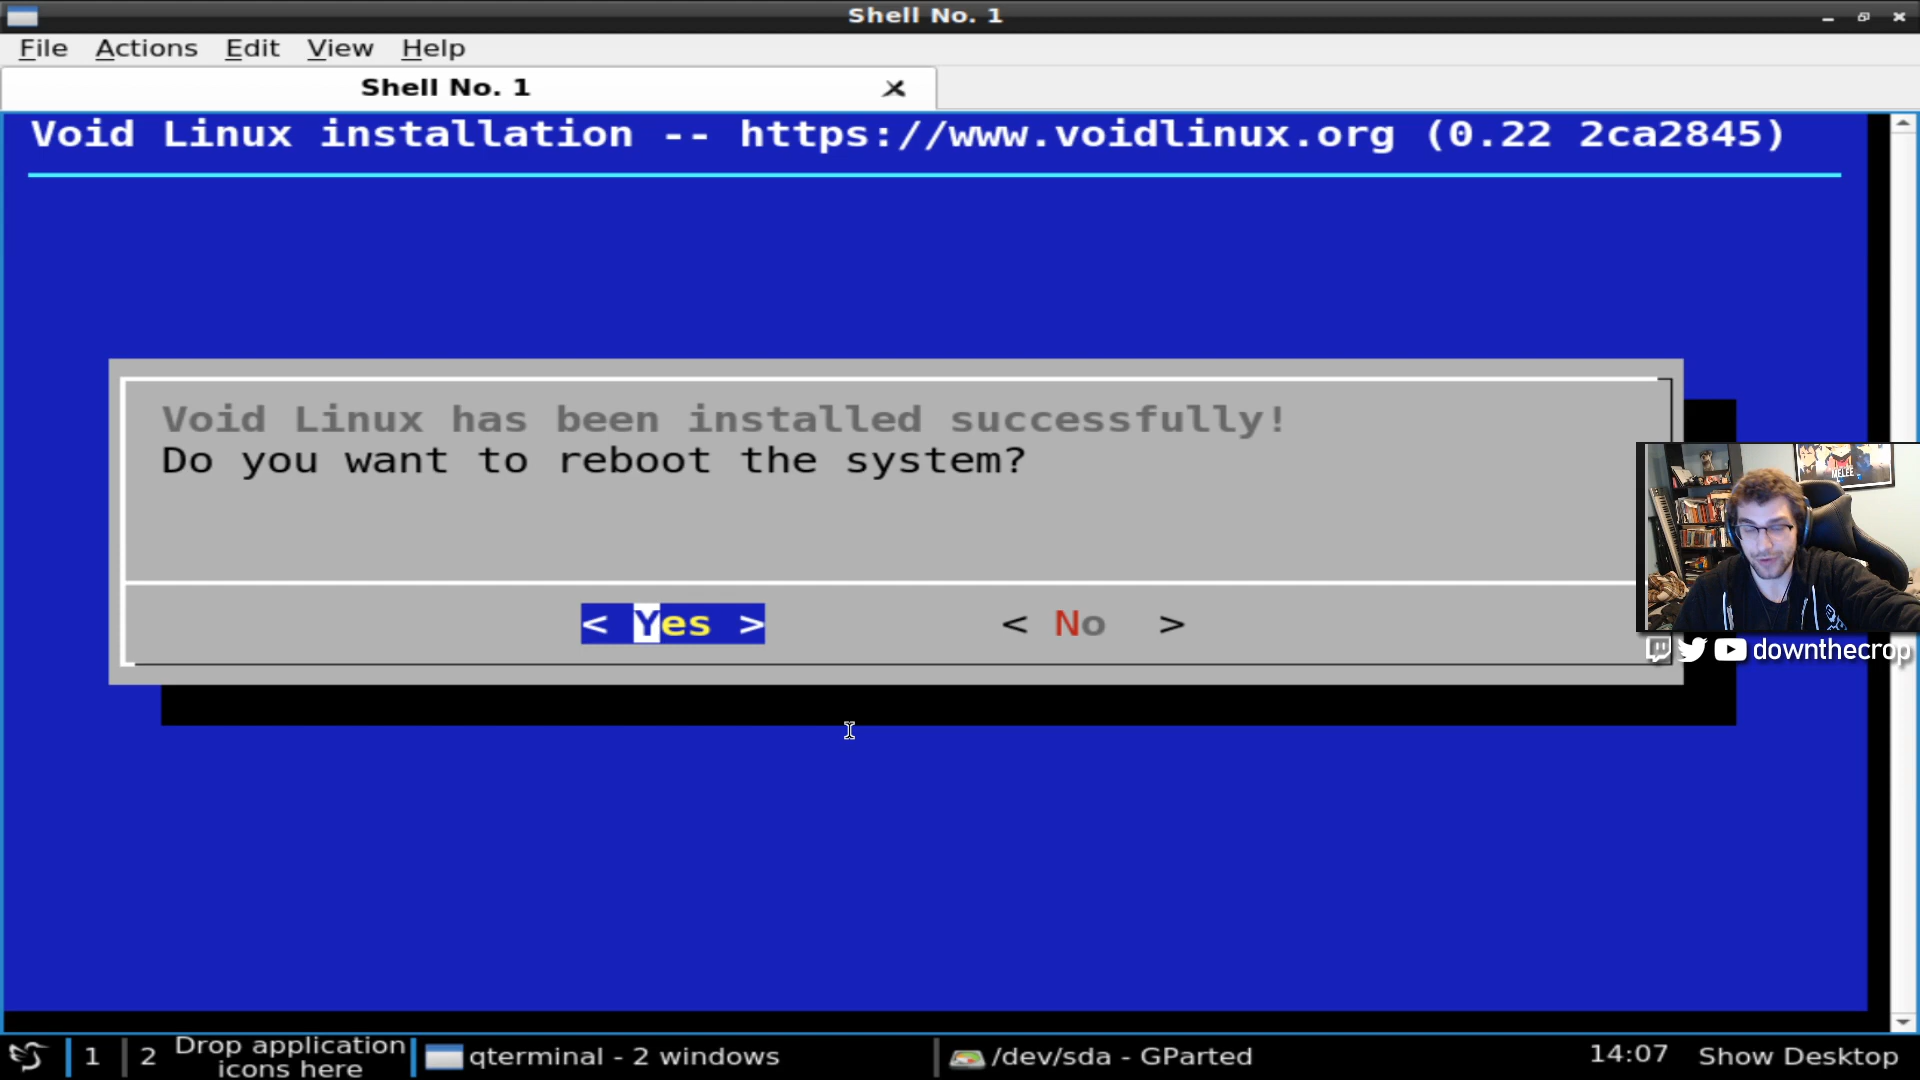 Shell No. 1
File Actions Edit View Help
Shell No. 1
Void Linux installation -- https://www.voidlinux.org (0.22 2ca2845)
Void Linux has been installed successfully!
Do you want to reboot the system?
< Yes > < No >
MELEE
downthecrop
1 2 Drop application icons here qterminal - 2 windows /dev/sda - GParted 14:07 Show Desktop